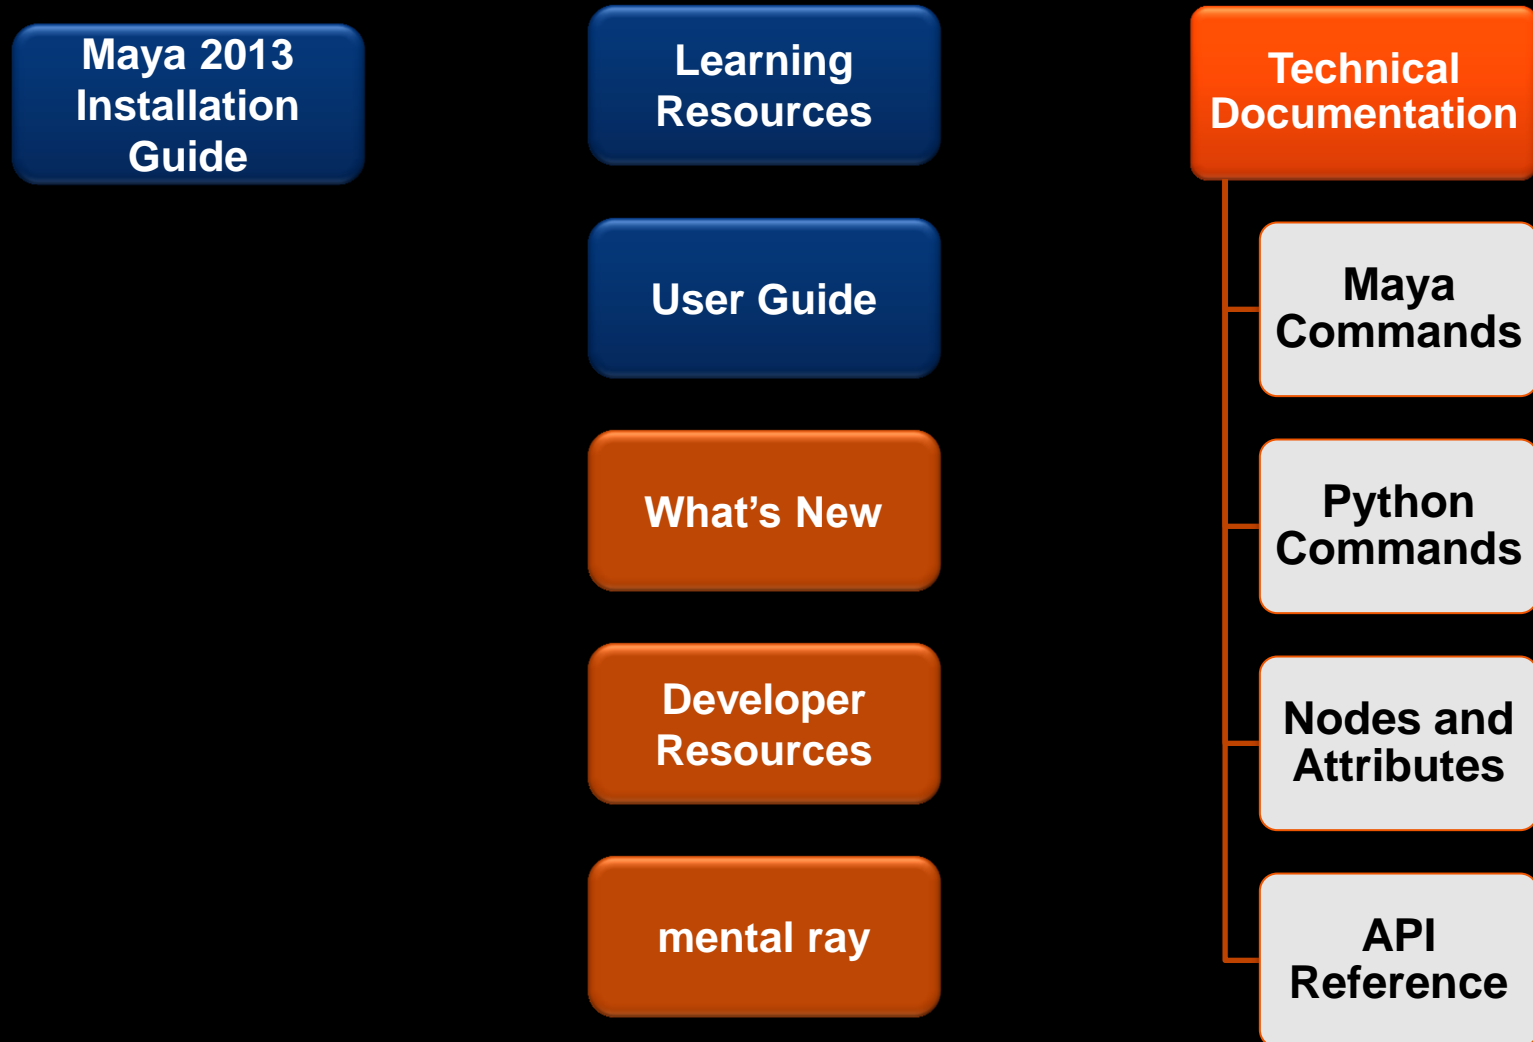 Maya 2013
Installation
Guide
Learning
Resources
User Guide
What’s New
Developer
Resources
mental ray
Technical
Documentation
Maya
Commands
Python
Commands
Nodes and
Attributes
API
Reference